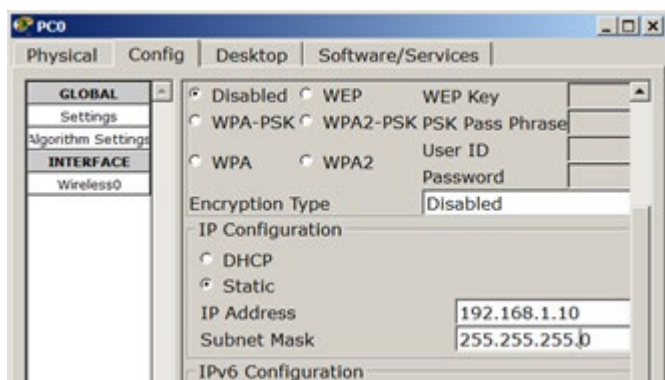 PC0
Physical Config Desktop Software/Services
GLOBAL
Settings
Algorithm Settings
INTERFACE
Wireless0
Disabled WEP WEP Key
WPA-PSK WPA2-PSK PSK Pass Phrase
User ID
WPA WPA2
Password
Encryption Type Disabled
IP Configuration
DHCP
Static
IP Address 192.168.1.10
Subnet Mask 255.255.255.0
IPv6 Configuration